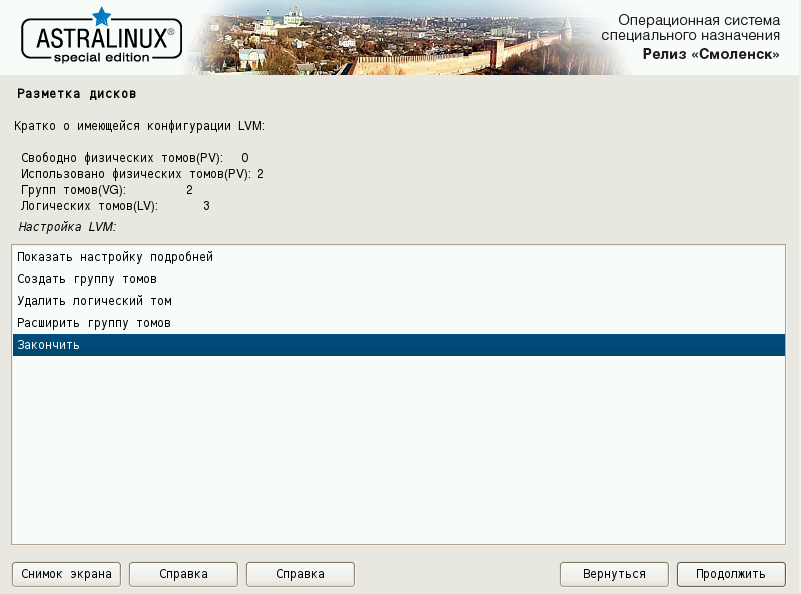 ASTRALINUX®
special edition
Операционная система
специального назначения
Релиз «Смоленск»
Разметка дисков
Кратко о имеющейся конфигурации LVM:
Свободно физических томов(PV): 0
Использовано физических томов(PV): 2
Групп томов(VG): 2
Логических томов(LV): 3
Настройка LVM:
Показать настройку подробней
Создать группу томов
Удалить логический том
Расширить группу томов
Закончить
Снимок экрана Справка Справка Вернуться Продолжить